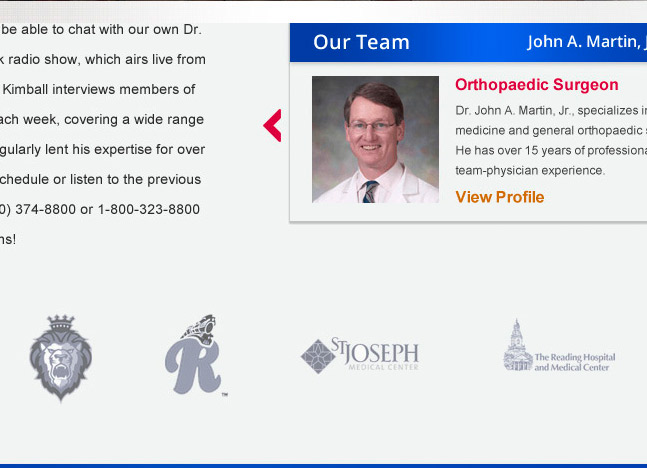 be able to chat with our own Dr.
k radio show, which airs live from
Kimball interviews members of
ach week, covering a wide range
gularly lent his expertise for over
chedule or listen to the previous
0) 374-8800 or 1-800-323-8800
ns!
Our Team
John A. Martin, J
Orthopaedic Surgeon
Dr. John A. Martin, Jr., specializes i
medicine and general orthopaedic s
He has over 15 years of professiona
team-physician experience.
View Profile
R
™
ST JOSEPH
MEDICAL CENTER
The Reading Hospital
and Medical Center